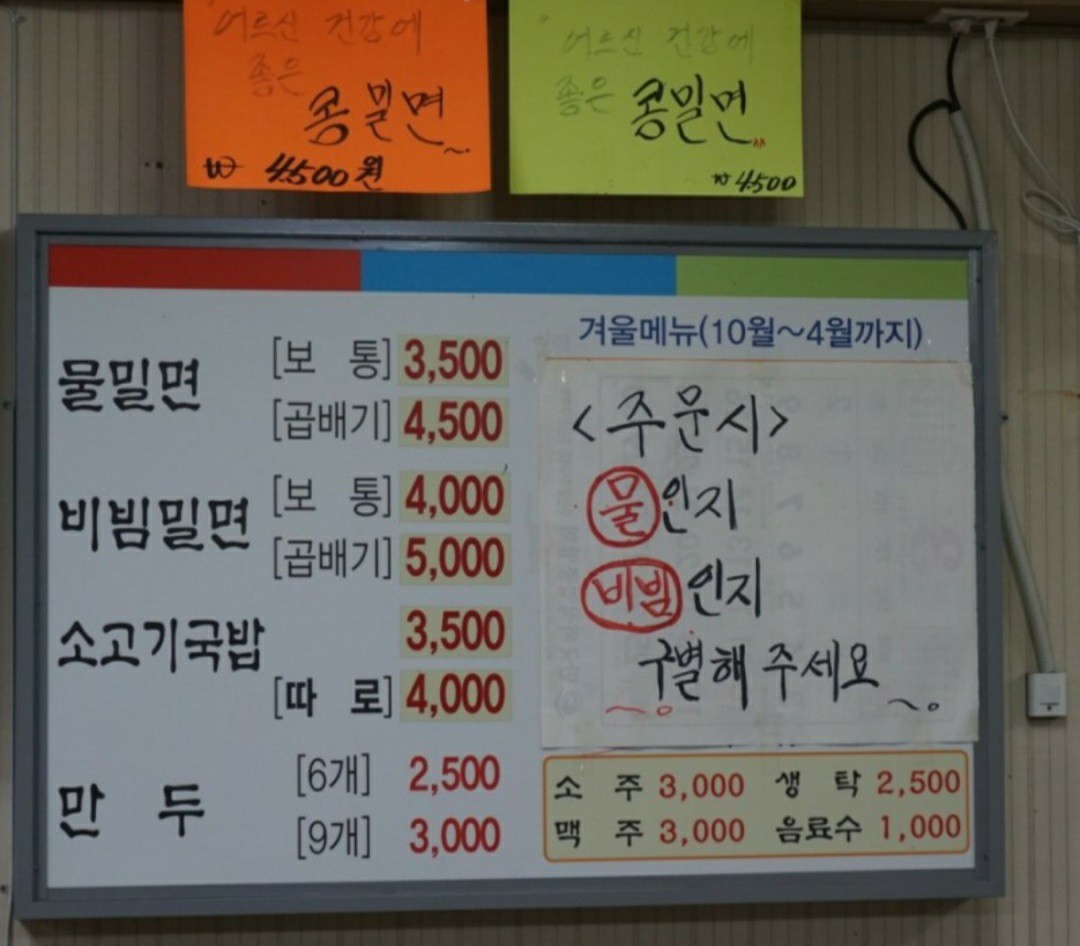 어르신 건강에
좋은
콩밀면
₩ 4.500원
어르신 건강에
좋은 콩밀면
₩ 4.500
물밀면 [보 통] 3,500
[곱배기] 4,500
비빔밀면 [보 통] 4,000
[곱배기] 5,000
소고기국밥 3,500
[따 로] 4,000
만 두 [6개] 2,500
[9개] 3,000
겨울메뉴(10월~4월까지)
<주문시>
물인지
비빔인지
구별해 주세요
소 주 3,000 생 탁 2,500
맥 주 3,000 음료수 1,000